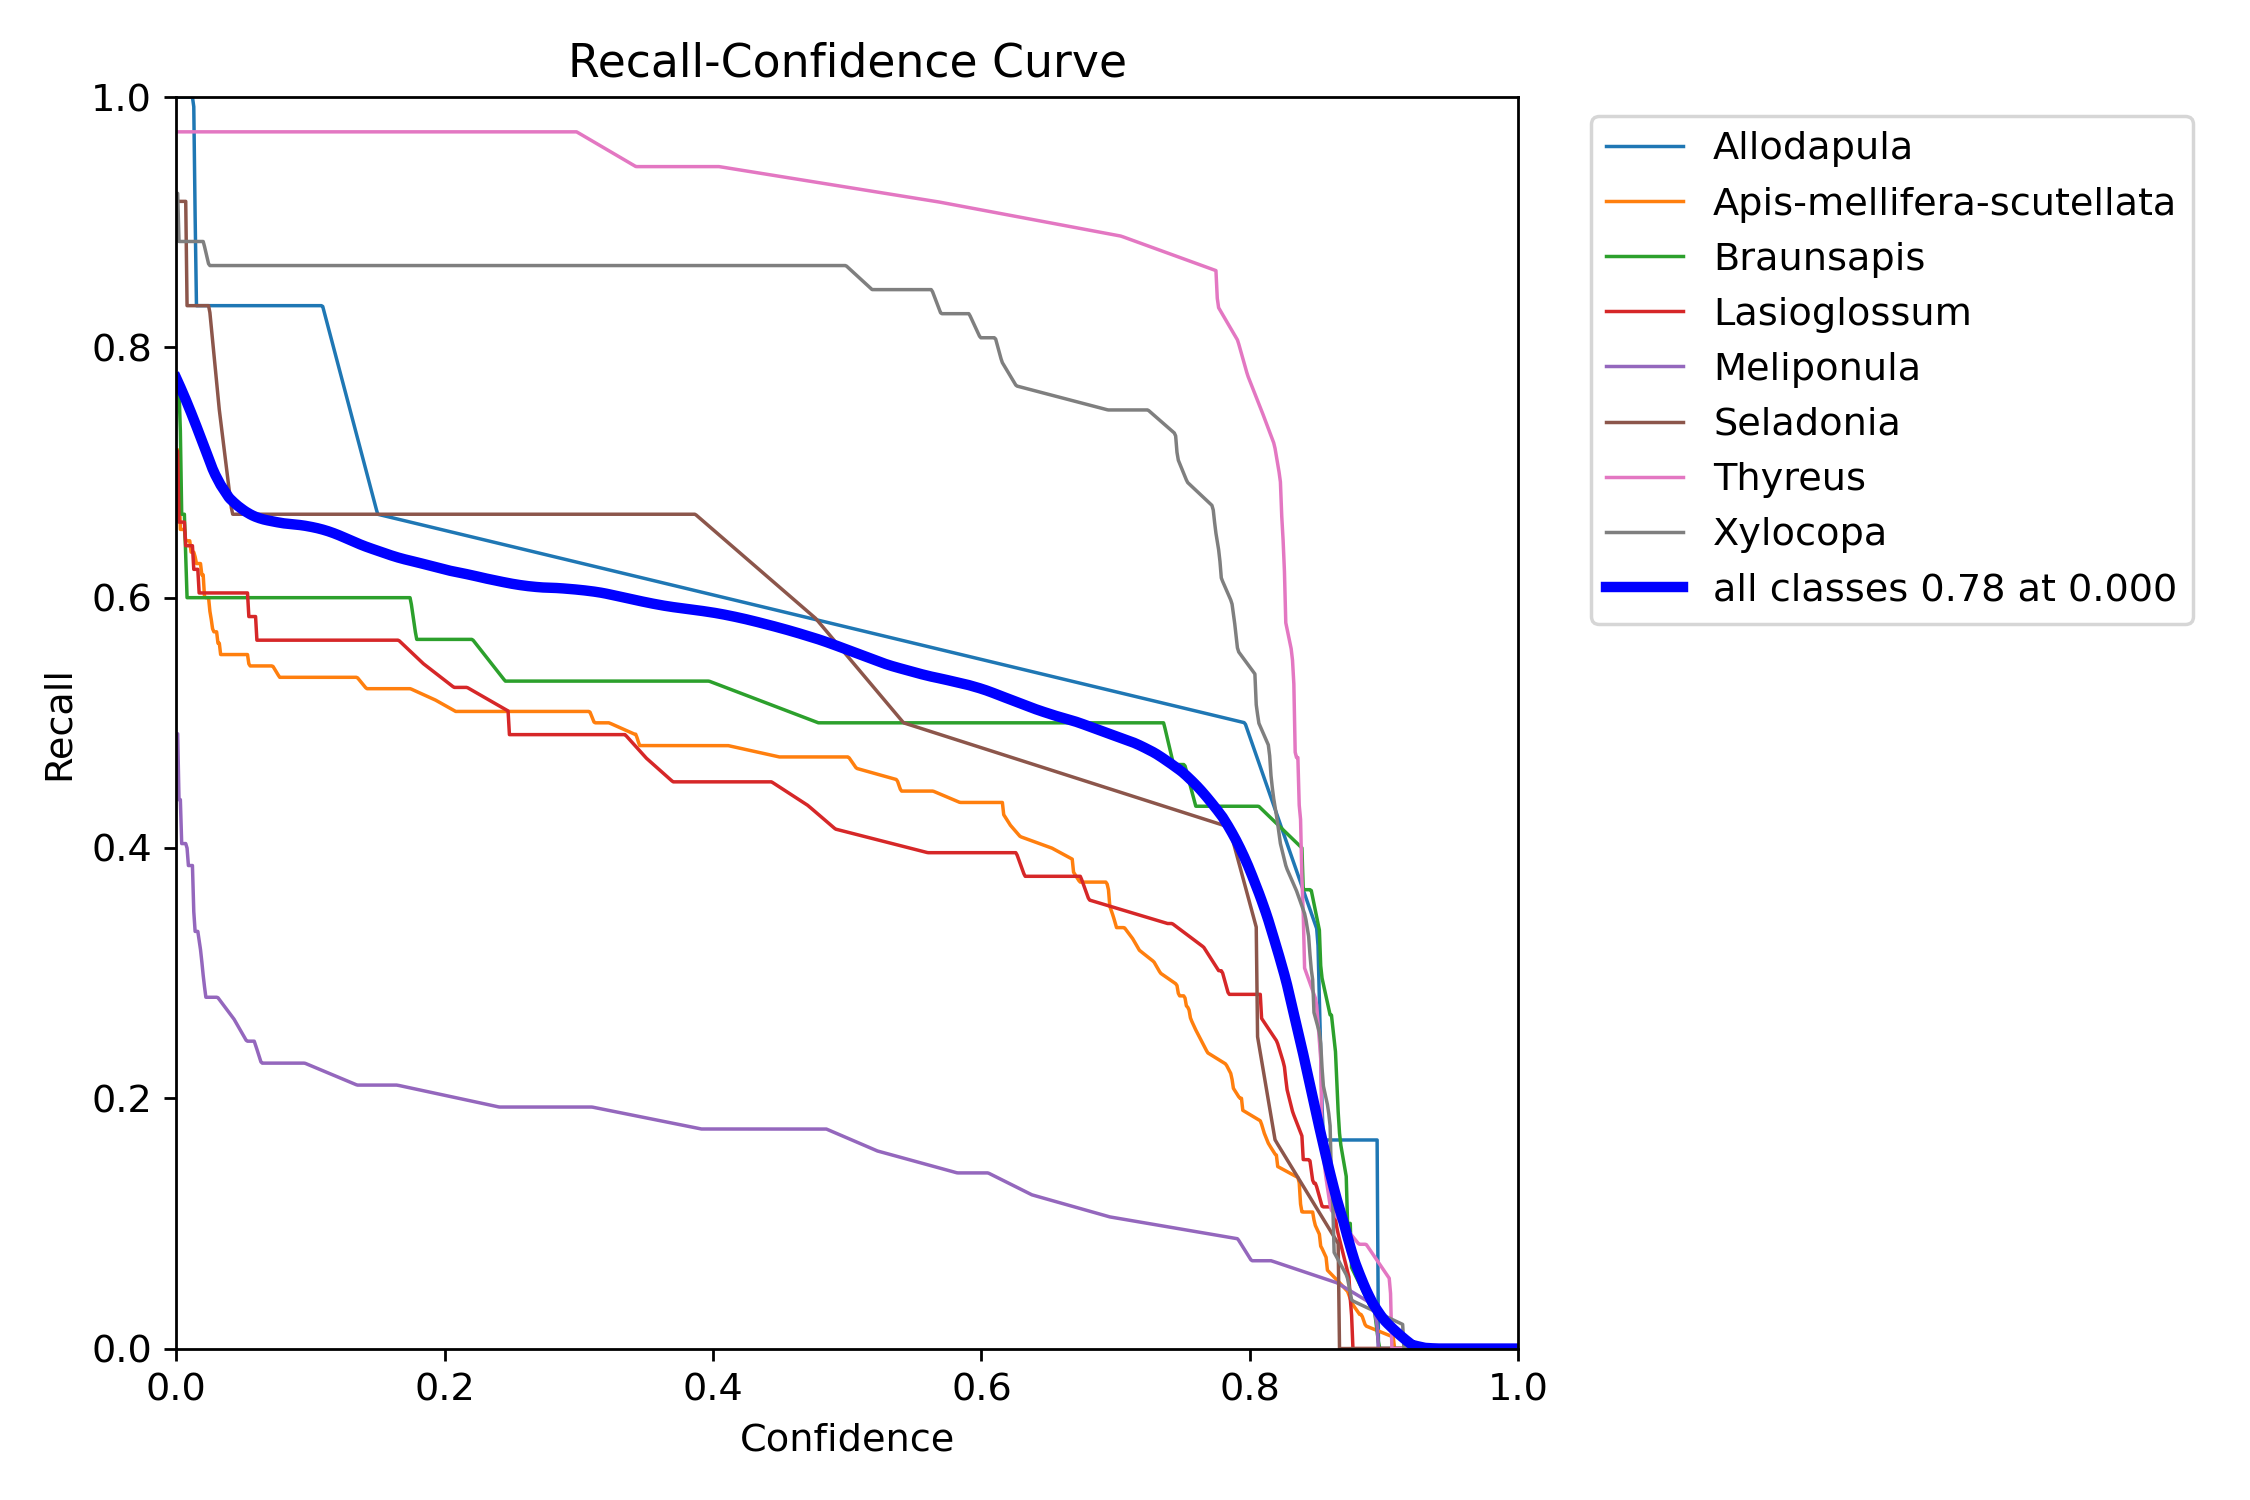 Recall-Confidence Curve
1.0
0.8
0.6
0.4
0.2
0.0
Recall
0.0 0.2 0.4 0.6 0.8 1.0
Confidence
Allodapula
Apis-mellifera-scutellata
Braunsapis
Lasioglossum
Meliponula
Seladonia
Thyreus
Xylocopa
all classes 0.78 at 0.000